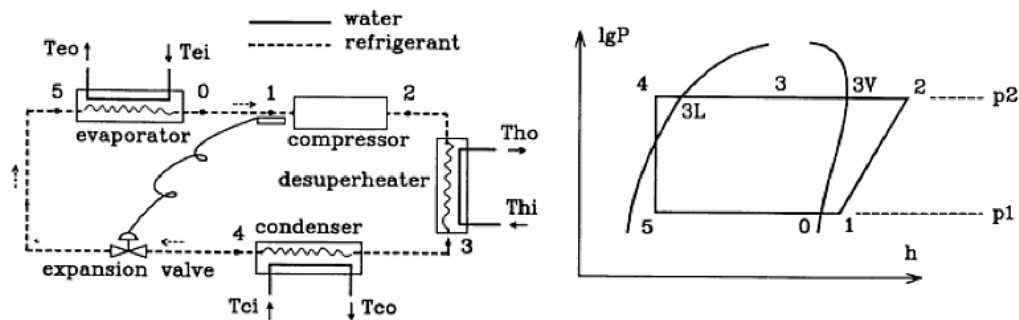 water
refrigerant
Teo
Tei
5
0
1
2
evaporator
compressor
Tho
desuperheater
Thi
4
condenser
3
expansion valve
Tci
Tco
lgP
4
3
3V
2
p2
3L
5
0
1
p1
h